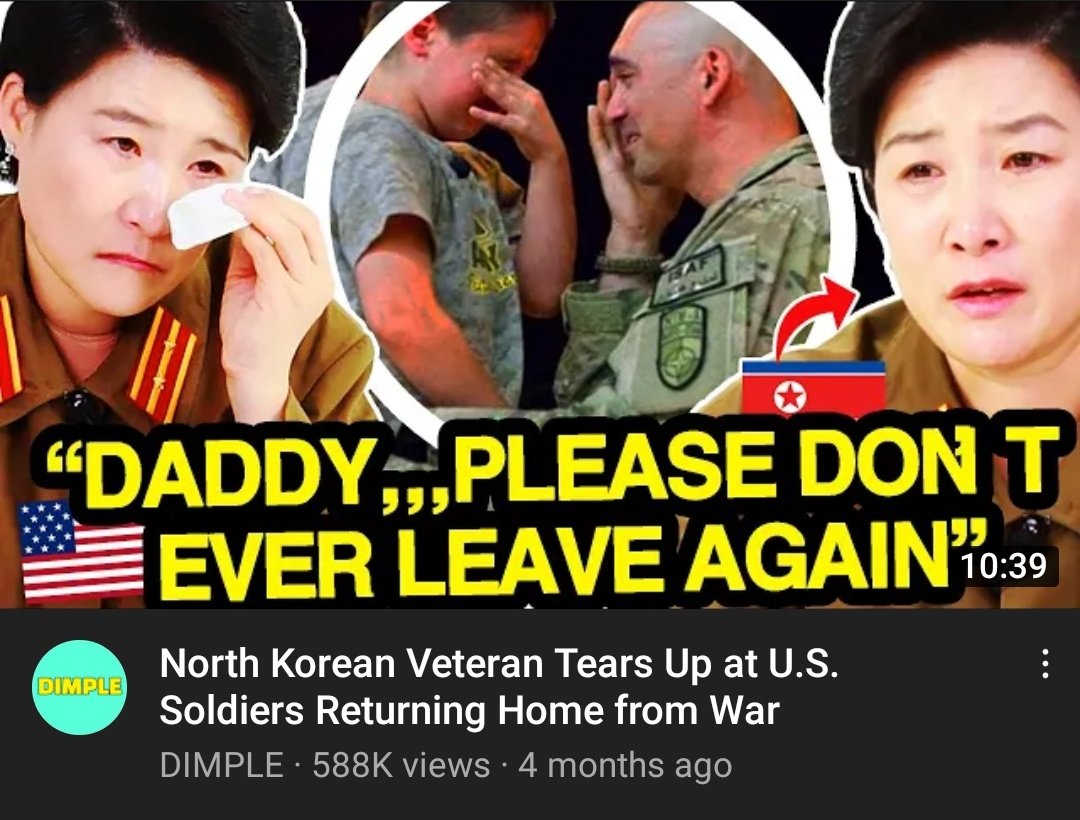 ISAF
“DADDY,,,PLEASE DON'T
EVER LEAVE AGAIN”
10:39
DIMPLE
North Korean Veteran Tears Up at U.S.
Soldiers Returning Home from War
DIMPLE · 588K views · 4 months ago